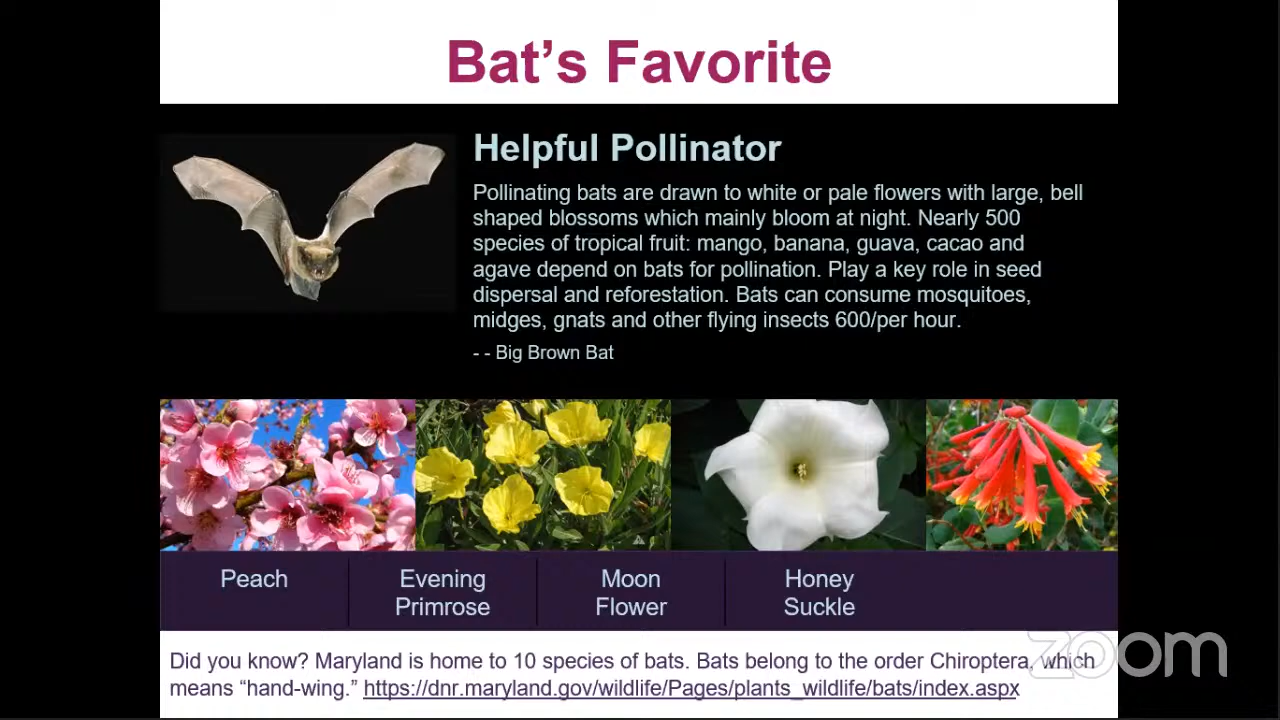 Bat’s Favorite
Helpful Pollinator
Pollinating bats are drawn to white or pale flowers with large, bell
shaped blossoms which mainly bloom at night. Nearly 500
species of tropical fruit: mango, banana, guava, cacao and
agave depend on bats for pollination. Play a key role in seed
dispersal and reforestation. Bats can consume mosquitoes,
midges, gnats and other flying insects 600/per hour.
- - Big Brown Bat
Peach
Evening
Primrose
Moon
Flower
Honey
Suckle
Did you know? Maryland is home to 10 species of bats. Bats belong to the order Chiroptera, which
means “hand-wing.” https://dnr.maryland.gov/wildlife/Pages/plants_wildlife/bats/index.aspx
zoom